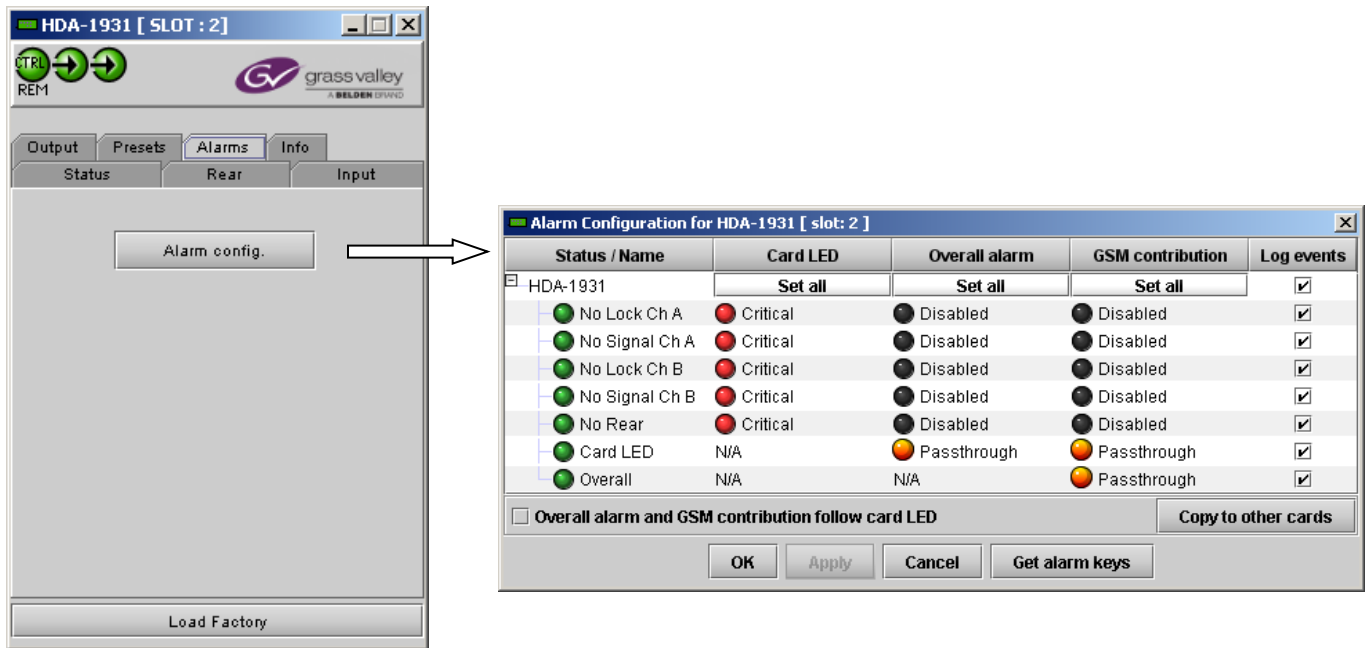 HDA-1931 [ SLOT : 2]
CTRL
REM
GV grass valley
A BELDEN BRAND
Output Presets Alarms Info
Status Rear Input
Alarm config.
Load Factory
Alarm Configuration for HDA-1931 [ slot: 2 ]
Status / Name Card LED Overall alarm GSM contribution Log events
HDA-1931 Set all Set all Set all
No Lock Ch A Critical Disabled Disabled
No Signal Ch A Critical Disabled Disabled
No Lock Ch B Critical Disabled Disabled
No Signal Ch B Critical Disabled Disabled
No Rear Critical Disabled Disabled
Card LED N/A Passthrough Passthrough
Overall N/A N/A Passthrough
Overall alarm and GSM contribution follow card LED Copy to other cards
OK Apply Cancel Get alarm keys